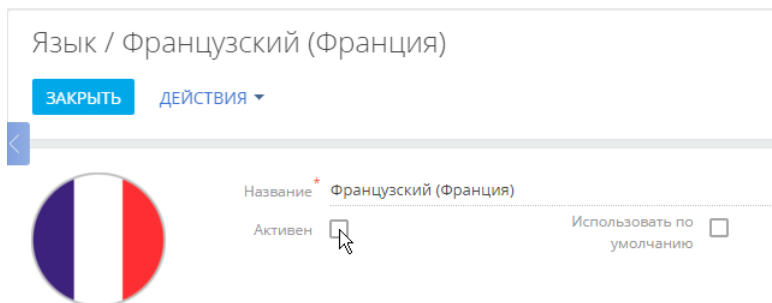 Язык / Французский (Франция)
ЗАКРЫТЬ ДЕЙСТВИЯ
Название* Французский (Франция)
Активен
Использовать по
умолчанию